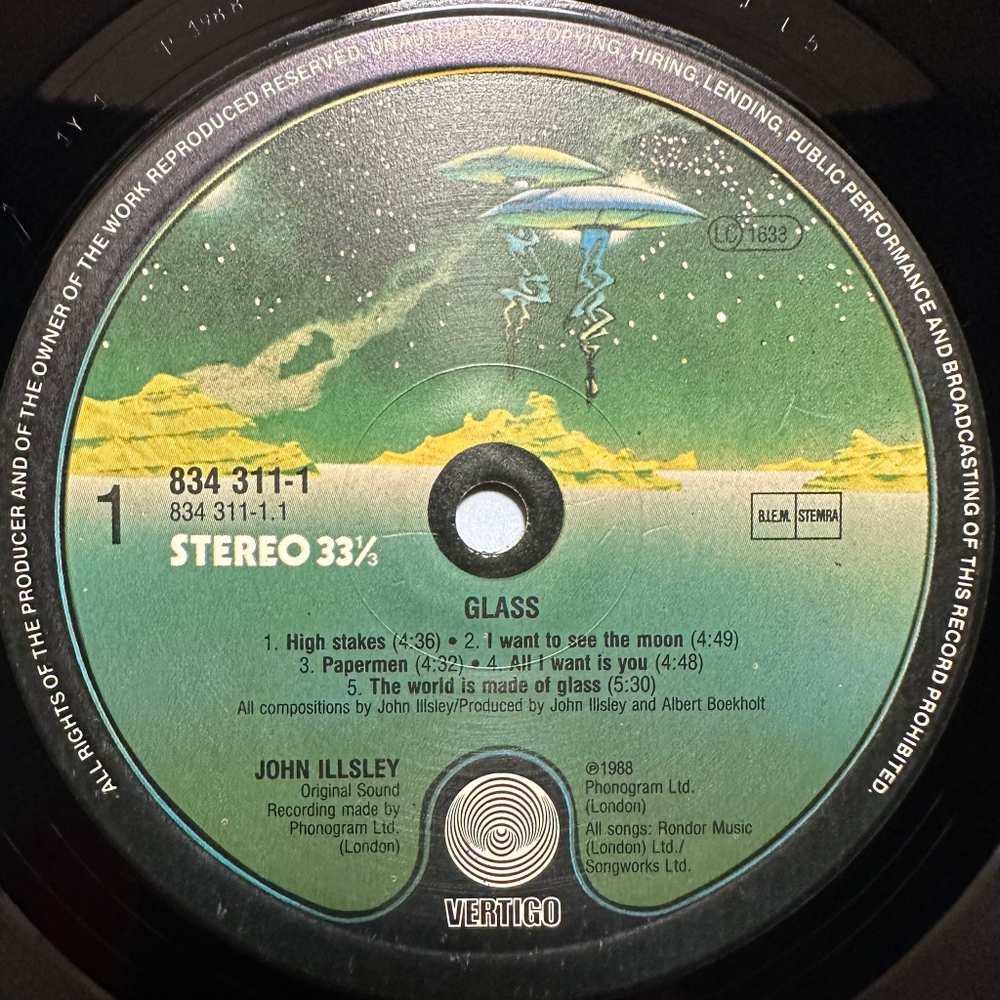 ALL RIGHTS OF THE PRODUCER AND OF THE OWNER OF THE WORK REPRODUCED RESERVED. UNAUTHORISED COPYING, HIRING, LENDING, PUBLIC PERFORMANCE AND BROADCASTING OF THIS RECORD PROHIBITED.
P 1988
1Y 1
LC 1633
1
834 311-1
834 311-1.1
STEREO 33⅓
B.I.E.M. STEMRA
GLASS
1. High stakes (4:36) • 2. I want to see the moon (4:49)
3. Papermen (4:32) • 4. All I want is you (4:48)
5. The world is made of glass (5:30)
All compositions by John Illsley/Produced by John Illsley and Albert Boekholt
JOHN ILLSLEY
Original Sound
Recording made by
Phonogram Ltd.
(London)
℗1988
Phonogram Ltd.
(London)
All songs: Rondor Music
(London) Ltd./
Songworks Ltd.
VERTIGO